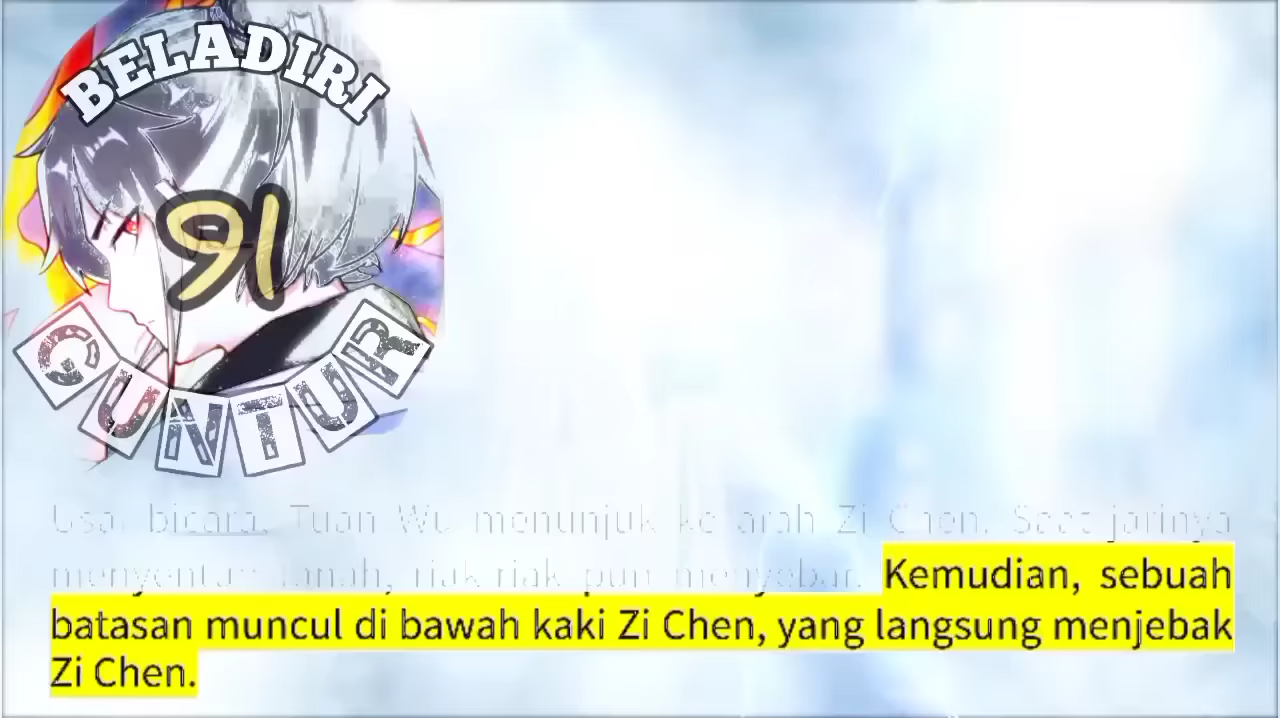 BELADIRI
91
GUNTUR
Usai bicara, Tuan Wu menunjuk ke arah Zi Chen. Saat jarinya
menyentuh tanah, riak-riak pun menyebar. Kemudian, sebuah
batasan muncul di bawah kaki Zi Chen, yang langsung menjebak
Zi Chen.